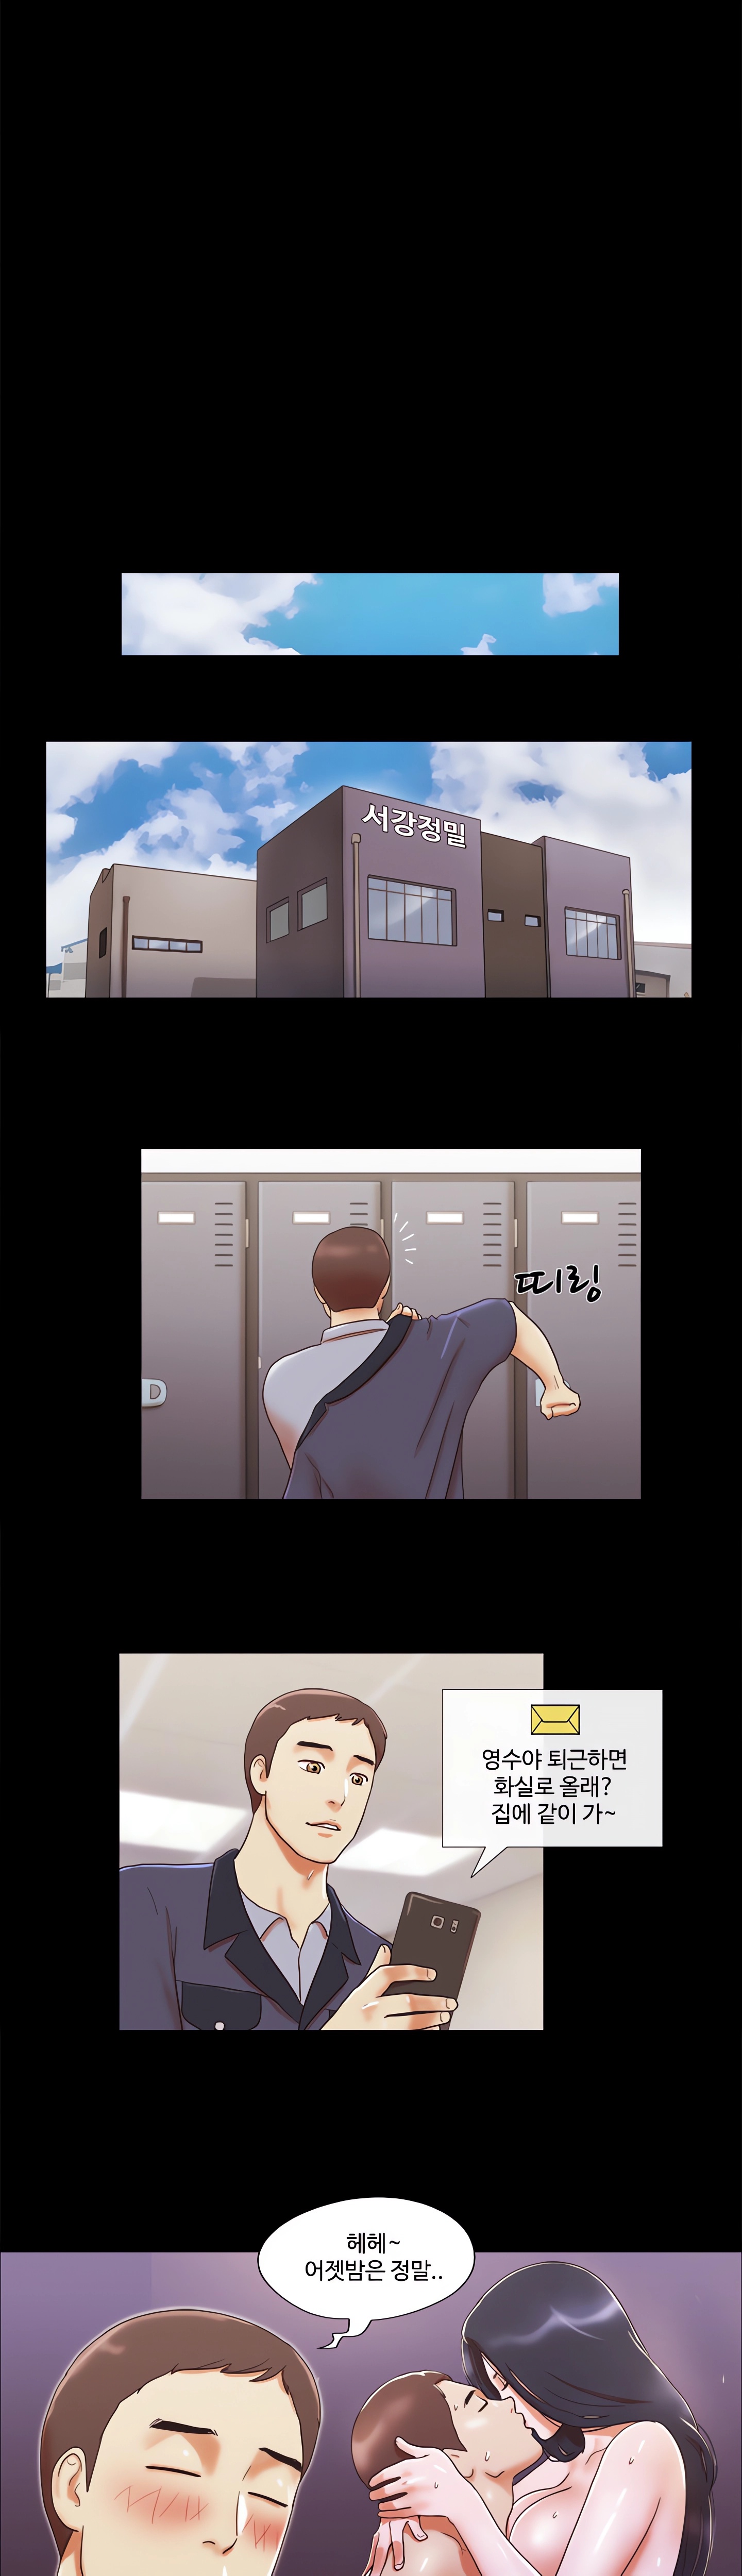 서강정밀
띠링
영수야 퇴근하면
화실로 올래?
집에 같이 가~
헤헤~
어젯밤은 정말..